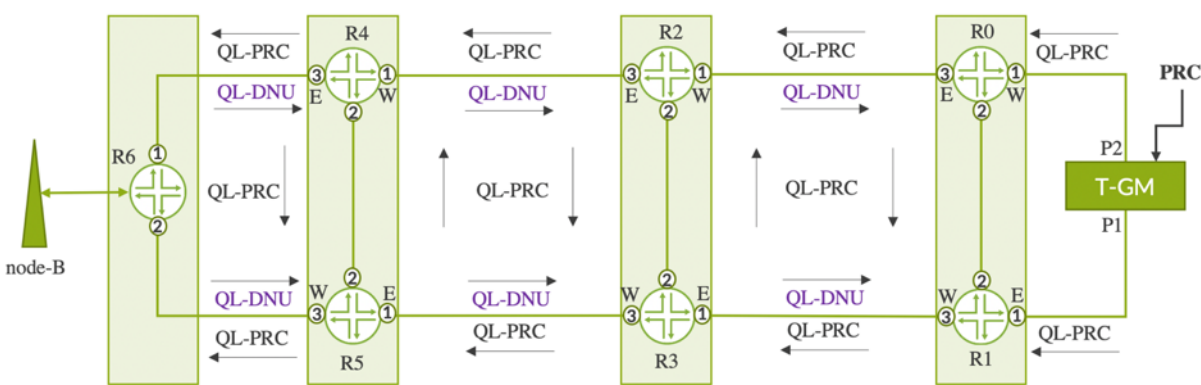 QL-PRC
R4
QL-PRC
R2
QL-PRC
R0
QL-PRC
PRC
3
1
3
1
3
1
E
QL-DNU
W
E
QL-DNU
W
E
QL-DNU
W
2
2
2
R6
1
P2
QL-PRC
QL-PRC
QL-PRC
T-GM
P1
2
node-B
2
2
2
QL-DNU
W
E
QL-DNU
W
E
QL-DNU
W
E
3
1
3
1
3
1
QL-PRC
R5
QL-PRC
R3
QL-PRC
R1
QL-PRC